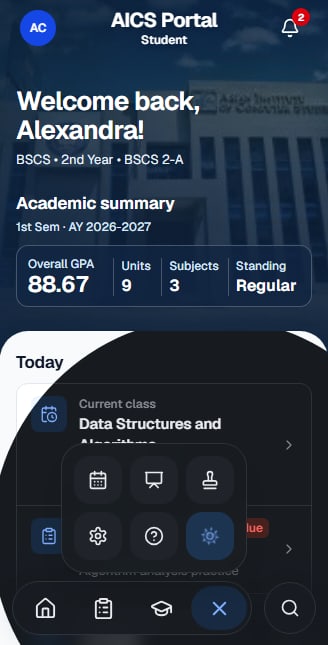 AC
AICS Portal
Student
2
Welcome back,
Alexandra!
BSCS • 2nd Year • BSCS 2-A
Academic summary
1st Sem · AY 2026-2027
Overall GPA
88.67
Units
9
Subjects
3
Standing
Regular
Today
Current class
Data Structures and
Algorithms
Algorithm analysis practice